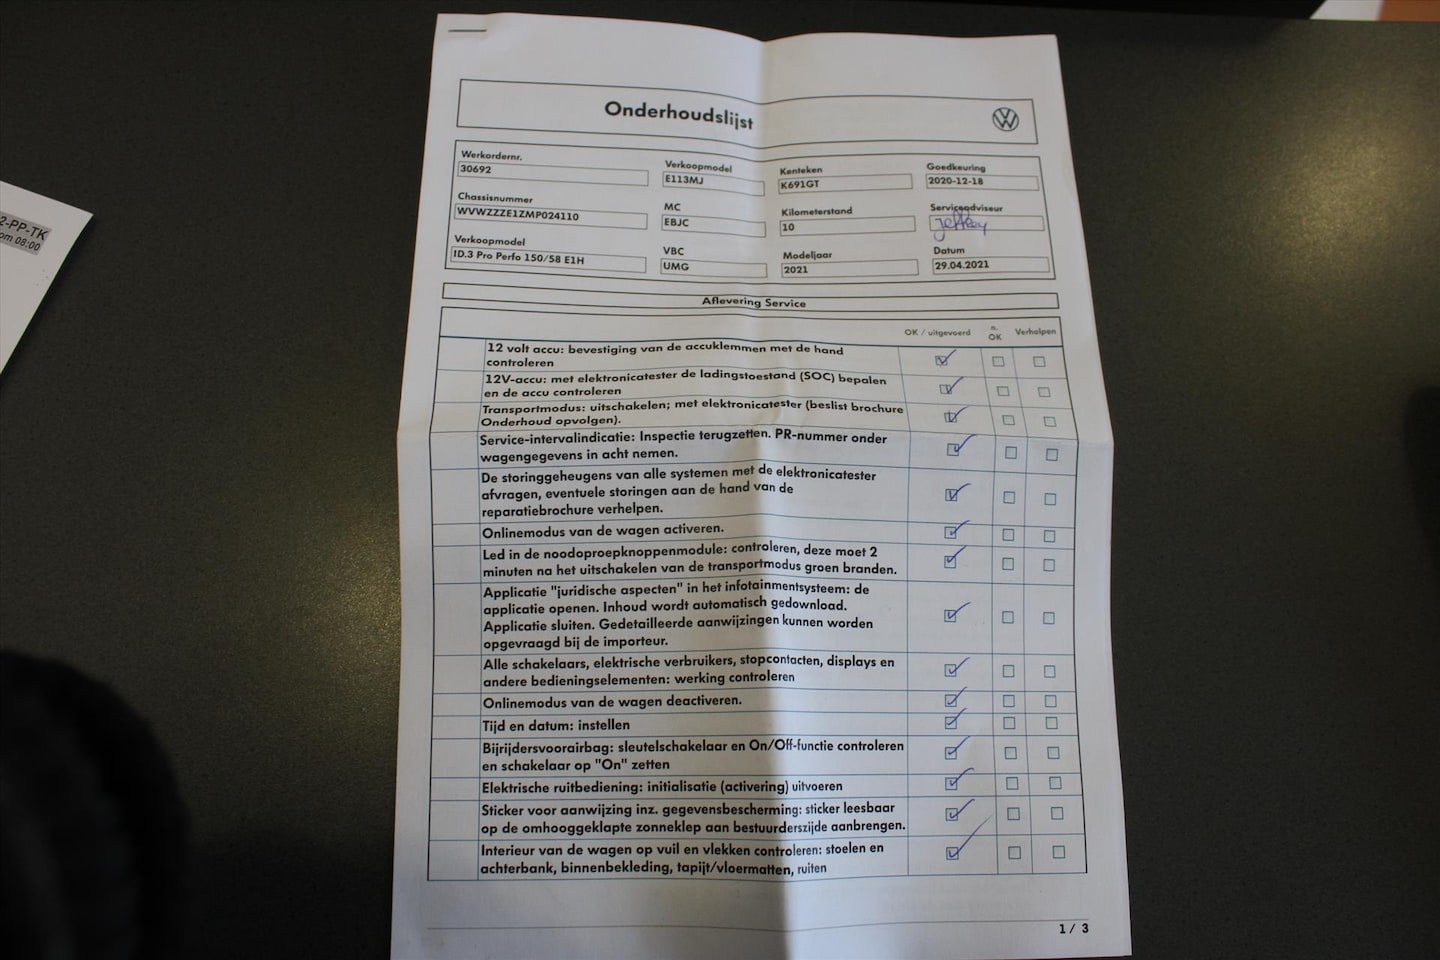 2-PP-TK
om 08:00
Onderhoudslijst
Werkordernr.
30692
Verkoopmodel
E113MJ
Kenteken
K691GT
Goedkeuring
2020-12-18
Chassisnummer
WVWZZZE1ZMP024110
MC
EBJC
Kilometerstand
10
Serviceadviseur
Jeffrey
Verkoopmodel
ID.3 Pro Perfo 150/58 E1H
VBC
UMG
Modeljaar
2021
Datum
29.04.2021
Aflevering Service
OK / uitgevoerd
n.
OK
Verholpen
12 volt accu: bevestiging van de accuklemmen met de hand
controleren
12V-accu: met elektronicatester de ladingstoestand (SOC) bepalen
en de accu controleren
Transportmodus: uitschakelen; met elektronicatester (beslist brochure
Onderhoud opvolgen).
Service-intervalindicatie: Inspectie terugzetten. PR-nummer onder
wagengegevens in acht nemen.
De storinggeheugens van alle systemen met de elektronicatester
afvragen, eventuele storingen aan de hand van de
reparatiebrochure verhelpen.
Onlinemodus van de wagen activeren.
Led in de noodoproepknoppenmodule: controleren, deze moet 2
minuten na het uitschakelen van de transportmodus groen branden.
Applicatie "juridische aspecten" in het infotainmentsysteem: de
applicatie openen. Inhoud wordt automatisch gedownload.
Applicatie sluiten. Gedetailleerde aanwijzingen kunnen worden
opgevraagd bij de importeur.
Alle schakelaars, elektrische verbruikers, stopcontacten, displays en
andere bedieningselementen: werking controleren
Onlinemodus van de wagen deactiveren.
Tijd en datum: instellen
Bijrijdersvoorairbag: sleutelschakelaar en On/Off-functie controleren
en schakelaar op "On" zetten
Elektrische ruitbediening: initialisatie (activering) uitvoeren
Sticker voor aanwijzing inz. gegevensbescherming: sticker leesbaar
op de omhooggeklapte zonneklep aan bestuurderszijde aanbrengen.
Interieur van de wagen op vuil en vlekken controleren: stoelen en
achterbank, binnenbekleding, tapijt/vloermatten, ruiten
1 / 3